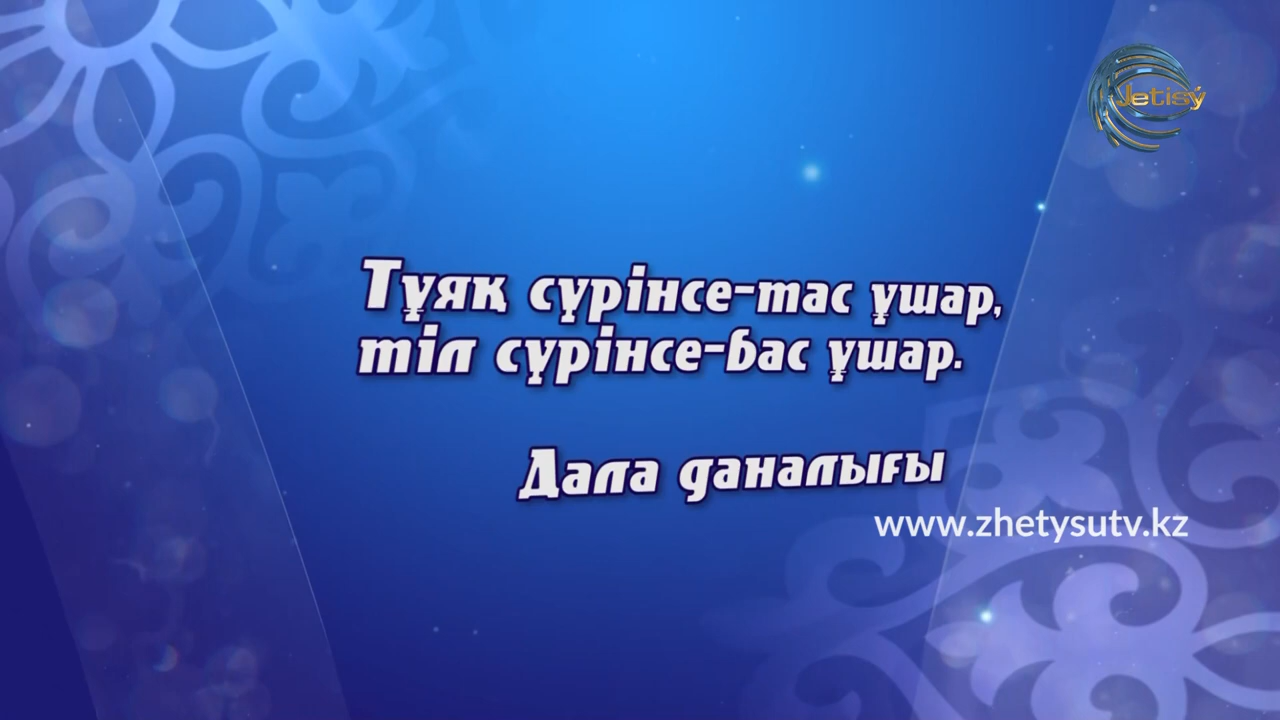 Jetisý
Тұяқ сүрінсе-тас ұшар,
тіл сүрінсе-бас ұшар.
Дала даналығы
www.zhetysutv.kz